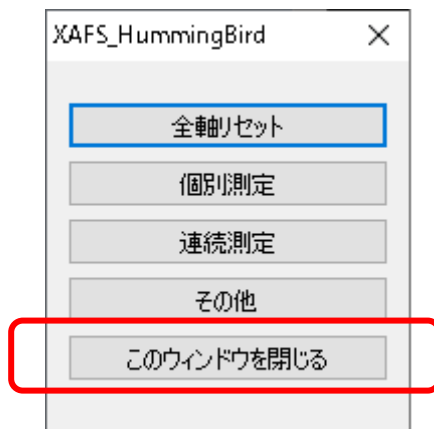 XAFS_HummingBird
全軸リセット
個別測定
連続測定
その他
このウィンドウを閉じる